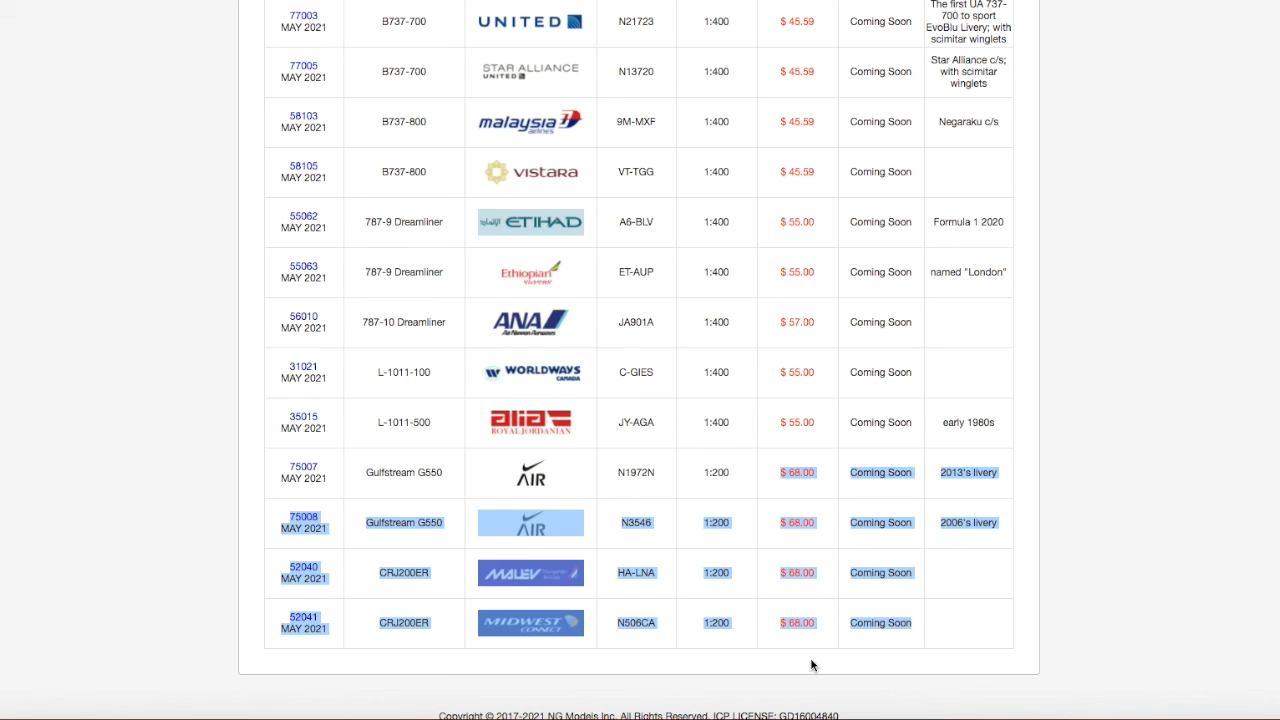 The first UA 737-
77003 B737-700 UNITED N21723 1:400 $ 45.59 Coming Soon 700 to sport
MAY 2021 EvoBlu Livery; with
scimitar winglets
77005 B737-700 STAR ALLIANCE N13720 1:400 $ 45.59 Coming Soon Star Alliance c/s;
MAY 2021 UNITED with scimitar
winglets
58103 B737-800 malaysia N 9M-MXF 1:400 $ 45.59 Coming Soon Negaraku c/s
MAY 2021 airlines
58105 B737-800 VISTARA VT-TGG 1:400 $ 45.59 Coming Soon
MAY 2021
55062 787-9 Dreamliner الإتحاد ETIHAD A6-BLV 1:400 $ 55.00 Coming Soon Formula 1 2020
MAY 2021
55063 787-9 Dreamliner Ethiopian ET-AUP 1:400 $ 55.00 Coming Soon named "London"
MAY 2021
56010 787-10 Dreamliner ANA JA901A 1:400 $ 57.00 Coming Soon
MAY 2021 All Nippon Airways
31021 L-1011-100 WORLDWAYS C-GIES 1:400 $ 55.00 Coming Soon
MAY 2021 CANADA
35015 L-1011-500 alia JY-AGA 1:400 $ 55.00 Coming Soon early 1980s
MAY 2021 ROYAL JORDANIAN
75007 Gulfstream G550 AIR N1972N 1:200 $ 68.00 Coming Soon 2013's livery
MAY 2021
75008 Gulfstream G550 AIR N3546 1:200 $ 68.00 Coming Soon 2006's livery
MAY 2021
52040 CRJ200ER MALEV HA-LNA 1:200 $ 68.00 Coming Soon
MAY 2021
52041 CRJ200ER MIDWEST N506CA 1:200 $ 68.00 Coming Soon
MAY 2021 CONNECT
Copyright © 2017-2021 NG Models Inc. All Rights Reserved. ICP LICENSE: GD16004840